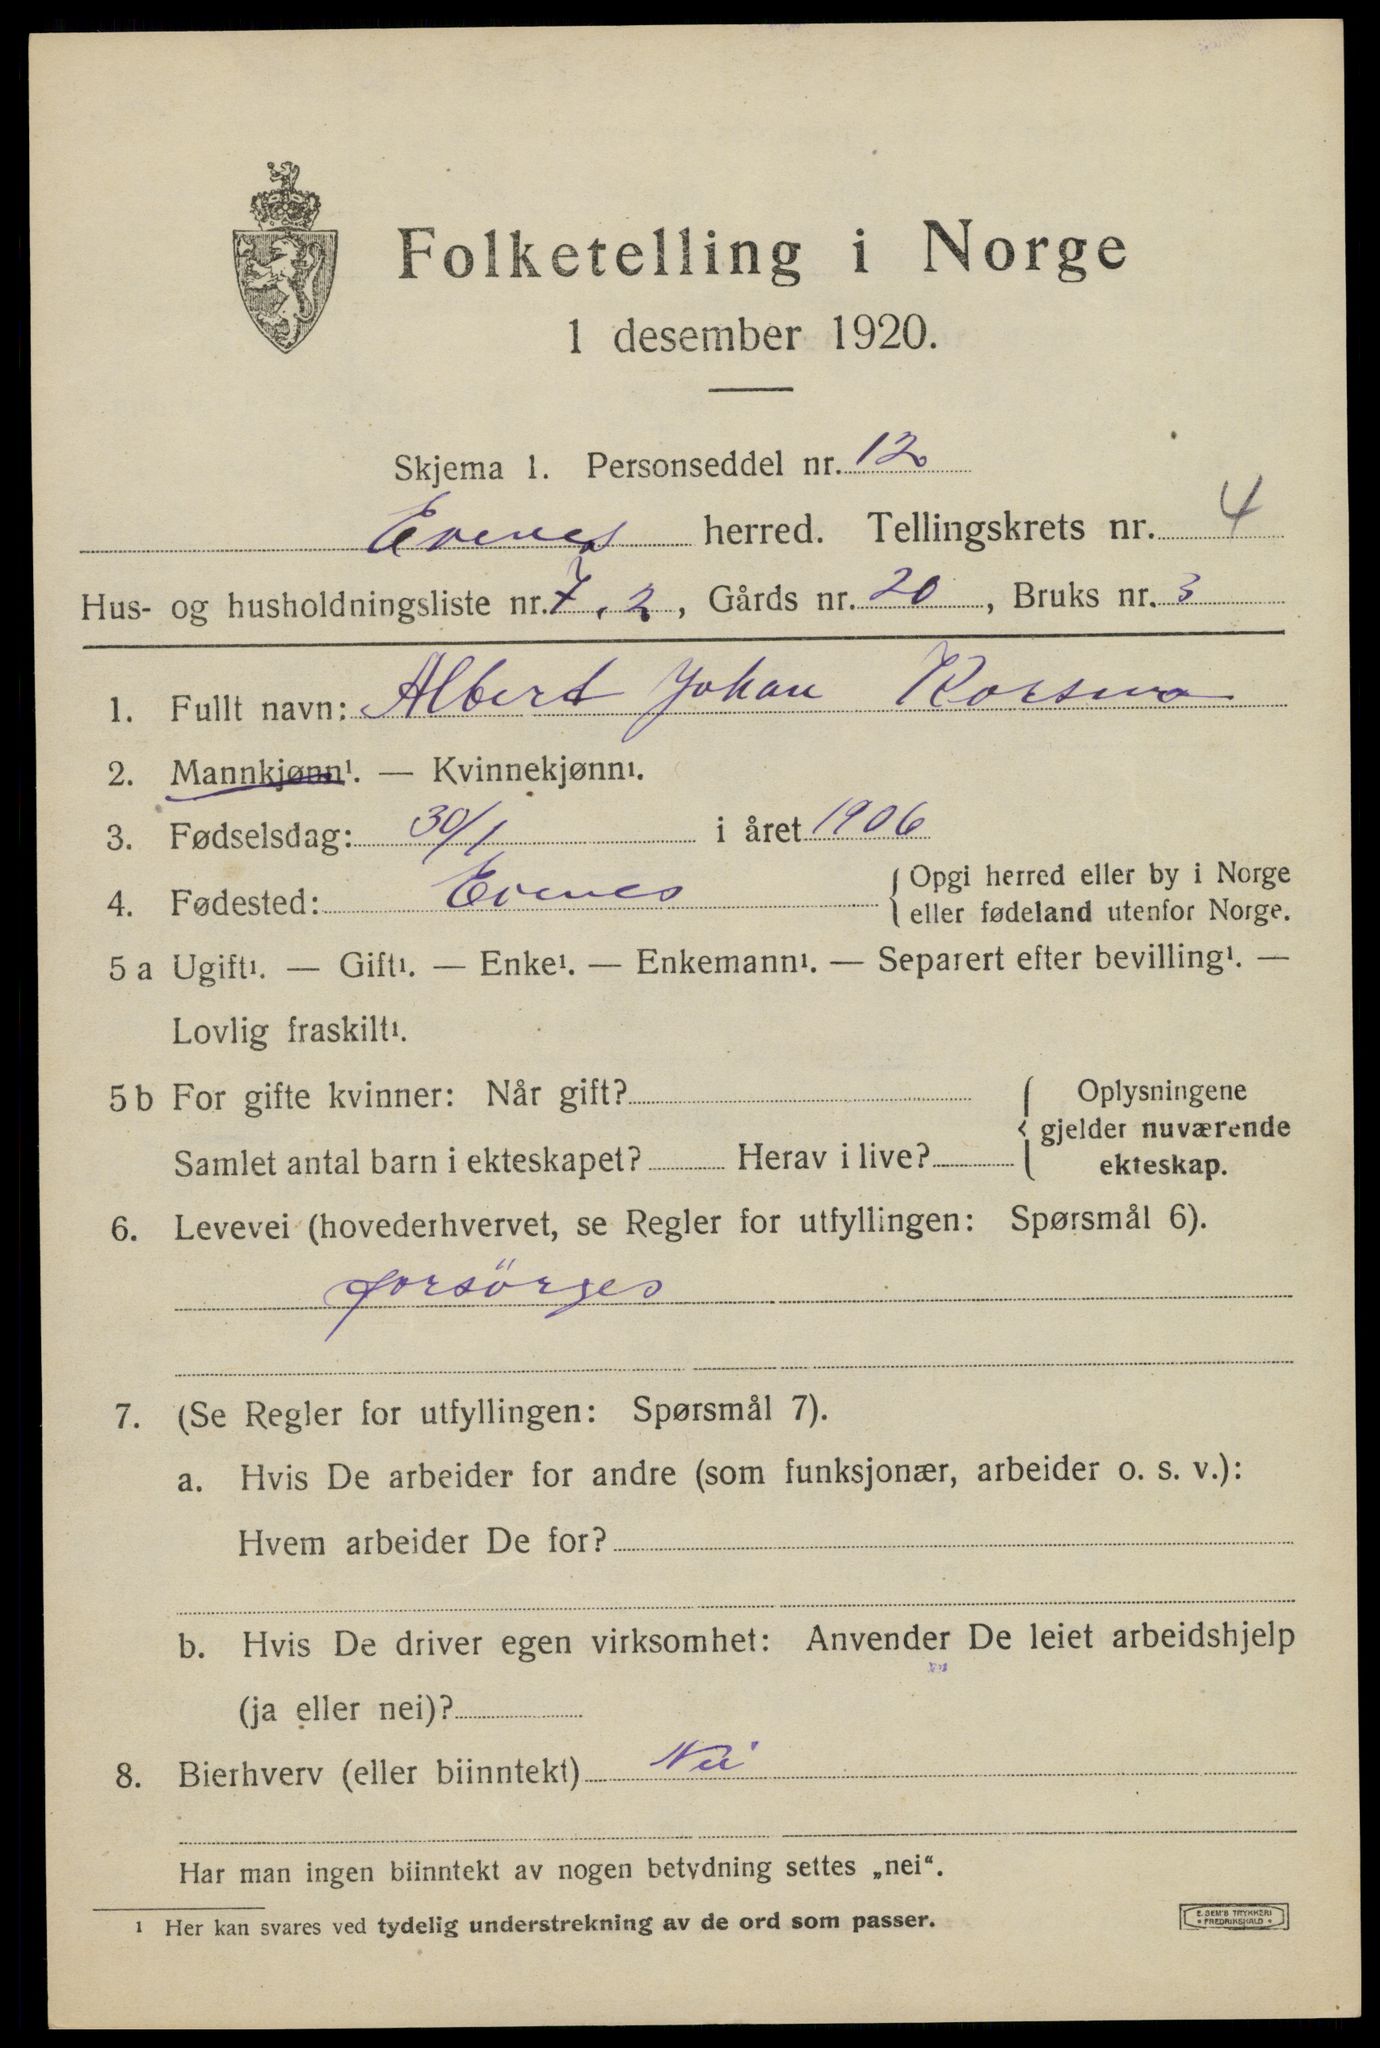 Folketelling i Norge
1 desember 1920.
Skjema 1. Personseddel nr. 12
Evenes herred. Tellingskrets nr. 4
Hus- og husholdningsliste nr. 7, 2, Gårds nr. 20, Bruks nr. 3
1. Fullt navn: Albert Johan Korsmo
2. Mannkjønn¹. — Kvinnekjønn¹.
3. Fødselsdag: 30/1 i året 1906
4. Fødested: Evenes { Opgi herred eller by i Norge
eller fødeland utenfor Norge.
5 a Ugift¹. — Gift¹. — Enke¹. — Enkemann¹. — Separert efter bevilling¹. —
Lovlig fraskilt¹.
5 b For gifte kvinner: Når gift?
Samlet antal barn i ekteskapet? Herav i live?
{ Oplysningene
gjelder nuværende
ekteskap.
6. Levevei (hovederhvervet, se Regler for utfyllingen: Spørsmål 6).
forsörges
7. (Se Regler for utfyllingen: Spørsmål 7).
a. Hvis De arbeider for andre (som funksjonær, arbeider o. s. v.):
Hvem arbeider De for?
b. Hvis De driver egen virksomhet: Anvender De leiet arbeidshjelp
(ja eller nei)?
8. Bierhverv (eller biinntekt) Nei
Har man ingen biinntekt av nogen betydning settes „nei“.
¹ Her kan svares ved tydelig understrekning av de ord som passer.
E. SEM'S TRYKKERI
FREDRIKSHALD